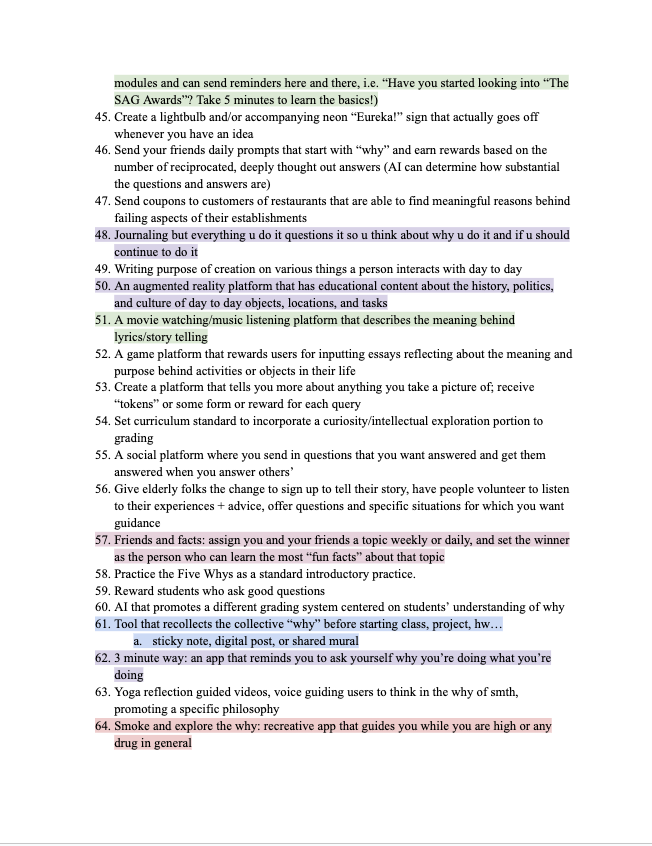 modules and can send reminders here and there, i.e. “Have you started looking into “The
SAG Awards”? Take 5 minutes to learn the basics!)
45. Create a lightbulb and/or accompanying neon “Eureka!” sign that actually goes off
whenever you have an idea
46. Send your friends daily prompts that start with “why” and earn rewards based on the
number of reciprocated, deeply thought out answers (AI can determine how substantial
the questions and answers are)
47. Send coupons to customers of restaurants that are able to find meaningful reasons behind
failing aspects of their establishments
48. Journaling but everything u do it questions it so u think about why u do it and if u should
continue to do it
49. Writing purpose of creation on various things a person interacts with day to day
50. An augmented reality platform that has educational content about the history, politics,
and culture of day to day objects, locations, and tasks
51. A movie watching/music listening platform that describes the meaning behind
lyrics/story telling
52. A game platform that rewards users for inputting essays reflecting about the meaning and
purpose behind activities or objects in their life
53. Create a platform that tells you more about anything you take a picture of; receive
“tokens” or some form or reward for each query
54. Set curriculum standard to incorporate a curiosity/intellectual exploration portion to
grading
55. A social platform where you send in questions that you want answered and get them
answered when you answer others’
56. Give elderly folks the change to sign up to tell their story, have people volunteer to listen
to their experiences + advice, offer questions and specific situations for which you want
guidance
57. Friends and facts: assign you and your friends a topic weekly or daily, and set the winner
as the person who can learn the most “fun facts” about that topic
58. Practice the Five Whys as a standard introductory practice.
59. Reward students who ask good questions
60. AI that promotes a different grading system centered on students’ understanding of why
61. Tool that recollects the collective “why” before starting class, project, hw…
a. sticky note, digital post, or shared mural
62. 3 minute way: an app that reminds you to ask yourself why you’re doing what you’re
doing
63. Yoga reflection guided videos, voice guiding users to think in the why of smth,
promoting a specific philosophy
64. Smoke and explore the why: recreative app that guides you while you are high or any
drug in general